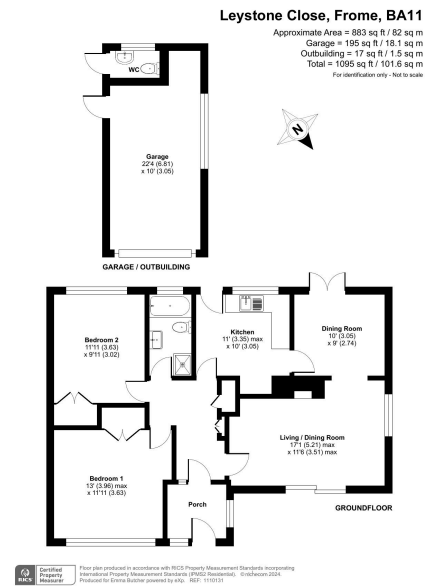 Leystone Close, Frome, BA11
Approximate Area = 883 sq ft / 82 sq m
Garage = 195 sq ft / 18.1 sq m
Outbuilding = 17 sq ft / 1.5 sq m
Total = 1095 sq ft / 101.6 sq m
For identification only - Not to scale
WC
N
Garage
22'4 (6.81)
x 10' (3.05)
GARAGE / OUTBUILDING
Bedroom 2
11'11 (3.63)
x 9'11 (3.02)
Kitchen
11' (3.35) max
x 10' (3.05)
Dining Room
10' (3.05)
x 9' (2.74)
Living / Dining Room
17'1 (5.21) max
x 11'6 (3.51) max
Bedroom 1
13' (3.96) max
x 11'11 (3.63)
Porch
GROUNDFLOOR
RICS
Certified
Property
Measurer
Floor plan produced in accordance with RICS Property Measurement Standards incorporating
International Property Measurement Standards (IPMS2 Residential). ©nichecom 2024.
Produced for Emma Butcher powered by eXp. REF: 1110131